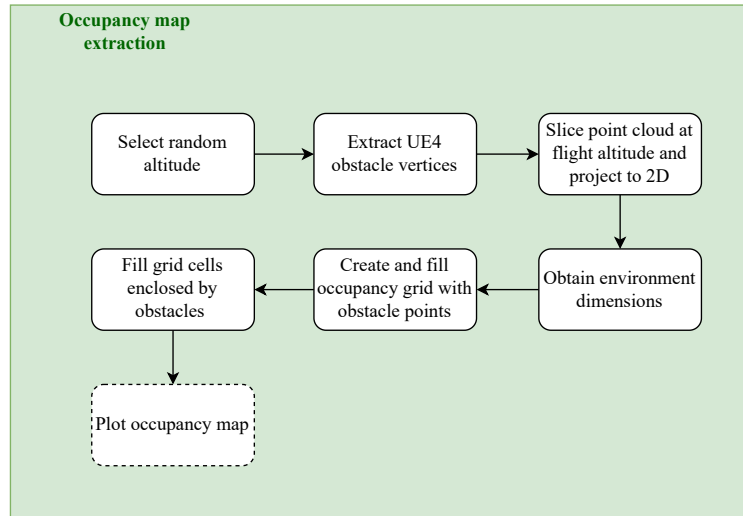 Occupancy map
extraction
Select random
altitude
Extract UE4
obstacle vertices
Slice point cloud at
flight altitude and
project to 2D
Fill grid cells
enclosed by
obstacles
Create and fill
occupancy grid with
obstacle points
Obtain environment
dimensions
Plot occupancy map